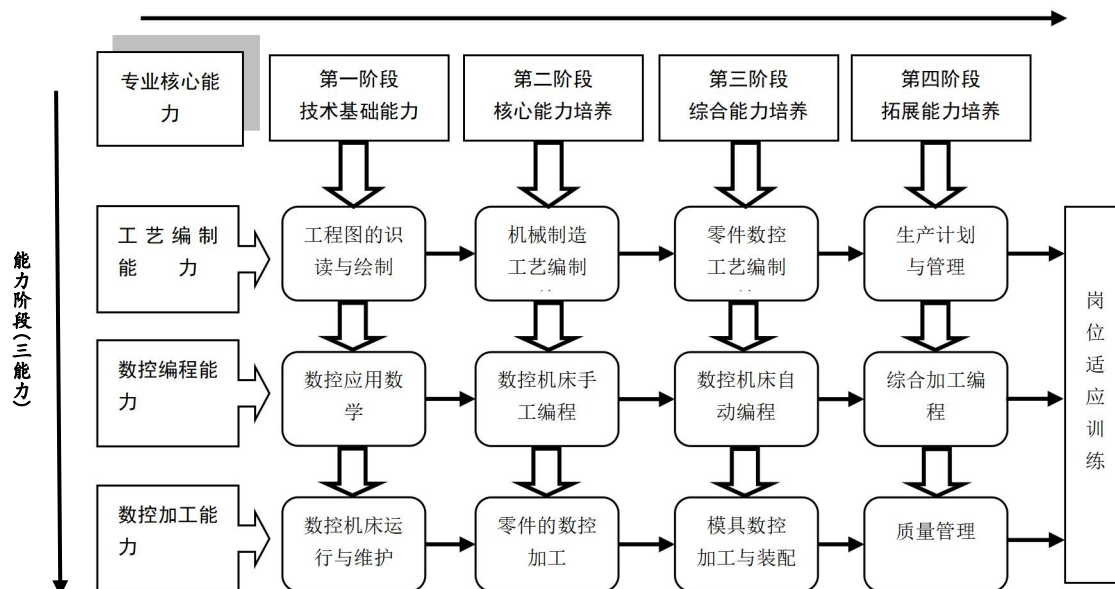 专业核心能
力
第一阶段
技术基础能力
第二阶段
核心能力培养
第三阶段
综合能力培养
第四阶段
拓展能力培养
能力阶段(三能力)
工艺编制
能 力
工程图的识
读与绘制
机械制造
工艺编制
零件数控
工艺编制
生产计划
与管理
数控编程能
力
数控应用数
学
数控机床手
工编程
数控机床自
动编程
综合加工编
程
数控加工能
力
数控机床运
行与维护
零件的数控
加工
模具数控
加工与装配
质量管理
岗位适应训练